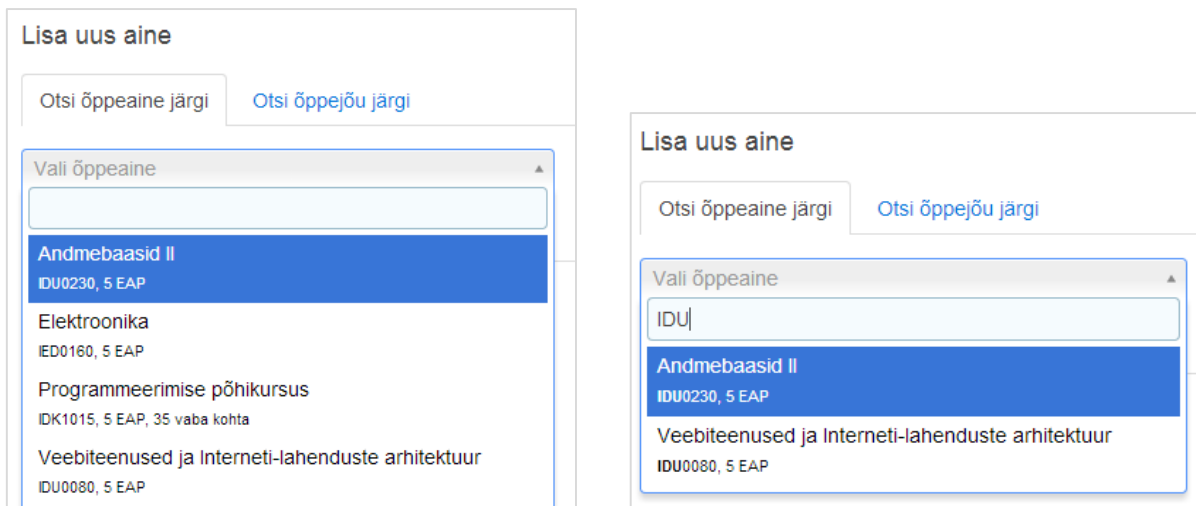 Lisa uus aine
Otsi õppeaine järgi Otsi õppejõu järgi
Vali õppeaine
Andmebaasid II
IDU0230, 5 EAP
Elektroonika
IED0160, 5 EAP
Programmeerimise põhikursus
IDK1015, 5 EAP, 35 vaba kohta
Veebiteenused ja Interneti-lahenduste arhitektuur
IDU0080, 5 EAP
Lisa uus aine
Otsi õppeaine järgi Otsi õppejõu järgi
Vali õppeaine
IDU
Andmebaasid II
IDU0230, 5 EAP
Veebiteenused ja Interneti-lahenduste arhitektuur
IDU0080, 5 EAP